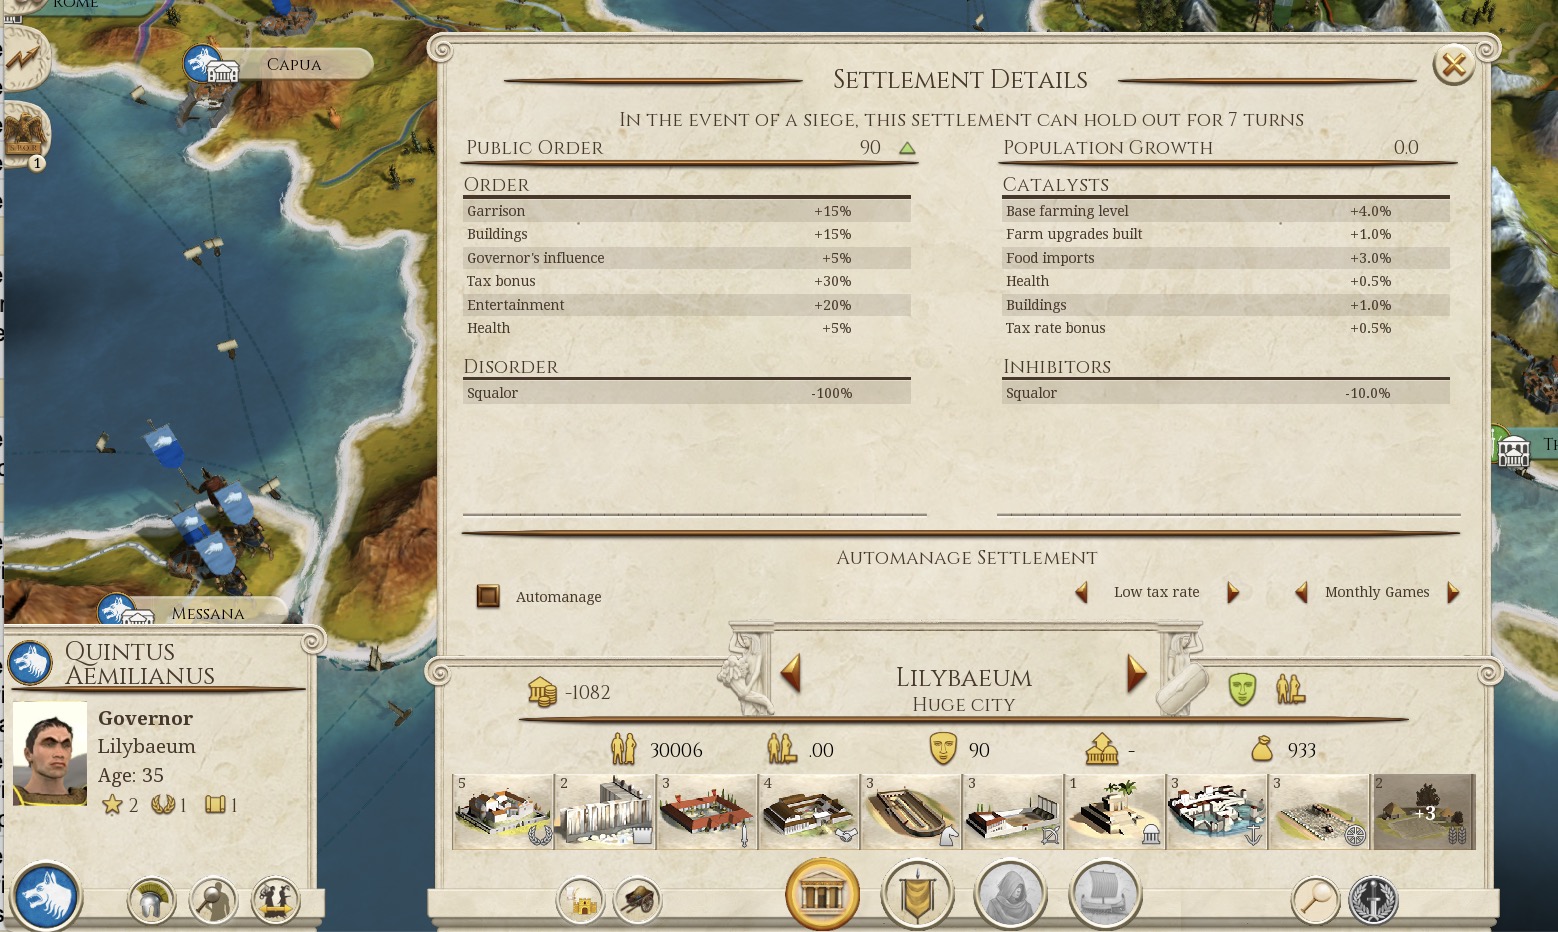 ROME
CAPUA
SPQR
1
SETTLEMENT DETAILS
IN THE EVENT OF A SIEGE, THIS SETTLEMENT CAN HOLD OUT FOR 7 TURNS
PUBLIC ORDER 90
ORDER
Garrison +15%
Buildings +15%
Governor's influence +5%
Tax bonus +30%
Entertainment +20%
Health +5%
DISORDER
Squalor -100%
POPULATION GROWTH 0.0
CATALYSTS
Base farming level +4.0%
Farm upgrades built +1.0%
Food imports +3.0%
Health +0.5%
Buildings +1.0%
Tax rate bonus +0.5%
INHIBITORS
Squalor -10.0%
AUTOMANAGE SETTLEMENT
Automanage
Low tax rate
Monthly Games
MESSANA
QUINTUS
AEMILIANUS
Governor
Lilybaeum
Age: 35
2 1 1
-1082
LILYBAEUM
HUGE CITY
30006 .00 90 - 933
5 2 3 4 3 3 1 3 3 2
+3